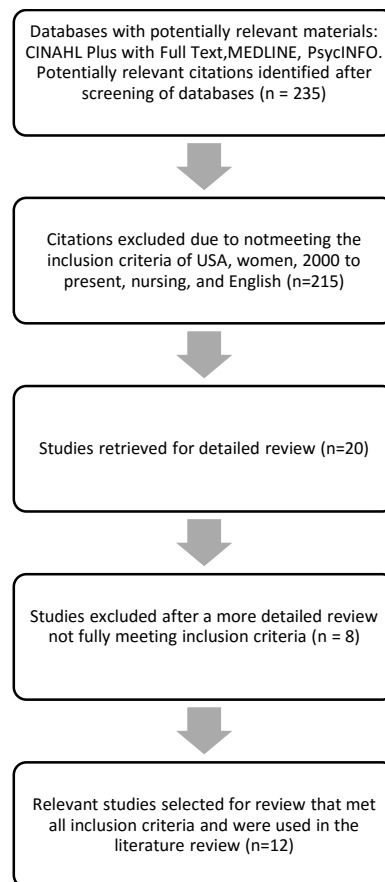 Databases with potentially relevant materials:
CINAHL Plus with Full Text,MEDLINE, PsycINFO.
Potentially relevant citations identified after
screening of databases (n = 235)
Citations excluded due to notmeeting the
inclusion criteria of USA, women, 2000 to
present, nursing, and English (n=215)
Studies retrieved for detailed review (n=20)
Studies excluded after a more detailed review
not fully meeting inclusion criteria (n = 8)
Relevant studies selected for review that met
all inclusion criteria and were used in the
literature review (n=12)